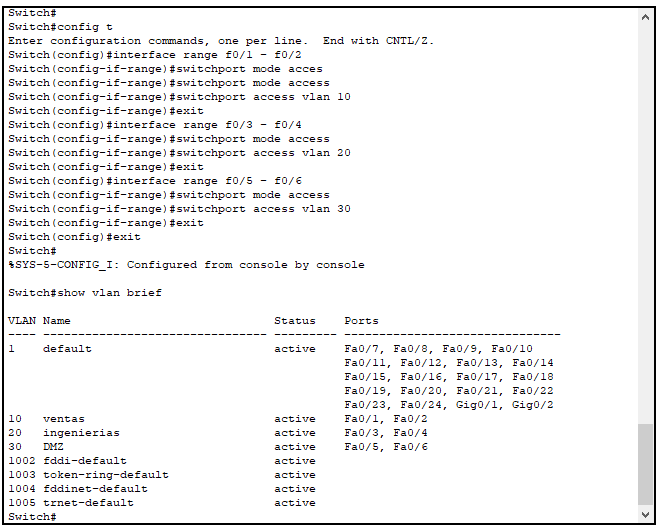 Switch#
Switch#config t
Enter configuration commands, one per line.  End with CNTL/Z.
Switch(config)#interface range f0/1 - f0/2
Switch(config-if-range)#switchport mode acces
Switch(config-if-range)#switchport mode access
Switch(config-if-range)#switchport access vlan 10
Switch(config-if-range)#exit
Switch(config)#interface range f0/3 - f0/4
Switch(config-if-range)#switchport mode access
Switch(config-if-range)#switchport access vlan 20
Switch(config-if-range)#exit
Switch(config)#interface range f0/5 - f0/6
Switch(config-if-range)#switchport mode access
Switch(config-if-range)#switchport access vlan 30
Switch(config-if-range)#exit
Switch(config)#exit
Switch#
%SYS-5-CONFIG_I: Configured from console by console

Switch#show vlan brief

VLAN Name                             Status    Ports
---- -------------------------------- --------- -------------------------------
1    default                          active    Fa0/7, Fa0/8, Fa0/9, Fa0/10
                                                Fa0/11, Fa0/12, Fa0/13, Fa0/14
                                                Fa0/15, Fa0/16, Fa0/17, Fa0/18
                                                Fa0/19, Fa0/20, Fa0/21, Fa0/22
                                                Fa0/23, Fa0/24, Gig0/1, Gig0/2
10   ventas                           active    Fa0/1, Fa0/2
20   ingenierias                      active    Fa0/3, Fa0/4
30   DMZ                              active    Fa0/5, Fa0/6
1002 fddi-default                     active
1003 token-ring-default               active
1004 fddinet-default                  active
1005 trnet-default                    active
Switch#